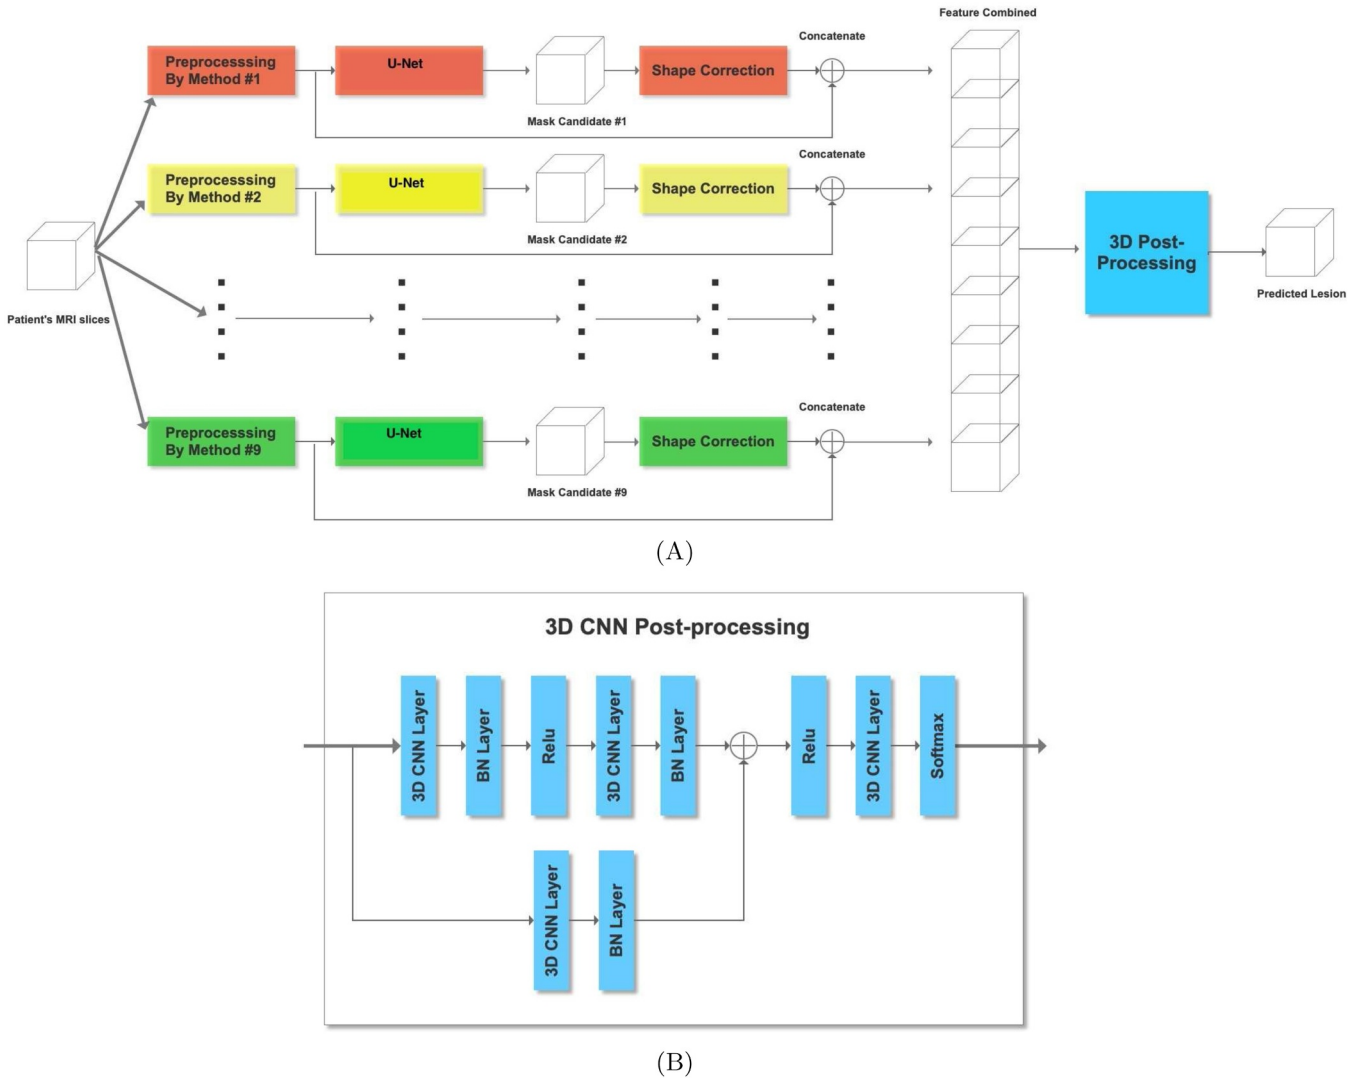 Feature Combined
Concatenate
Preprocesssing
By Method #1
U-Net
Shape Correction
Mask Candidate #1
Concatenate
Preprocesssing
By Method #2
U-Net
Shape Correction
Mask Candidate #2
3D Post-
Processing
Patient's MRI slices
Predicted Lesion
Concatenate
Preprocesssing
By Method #9
U-Net
Shape Correction
Mask Candidate #9
(A)
3D CNN Post-processing
3D CNN Layer
BN Layer
Relu
3D CNN Layer
BN Layer
Relu
3D CNN Layer
Softmax
3D CNN Layer
BN Layer
(B)